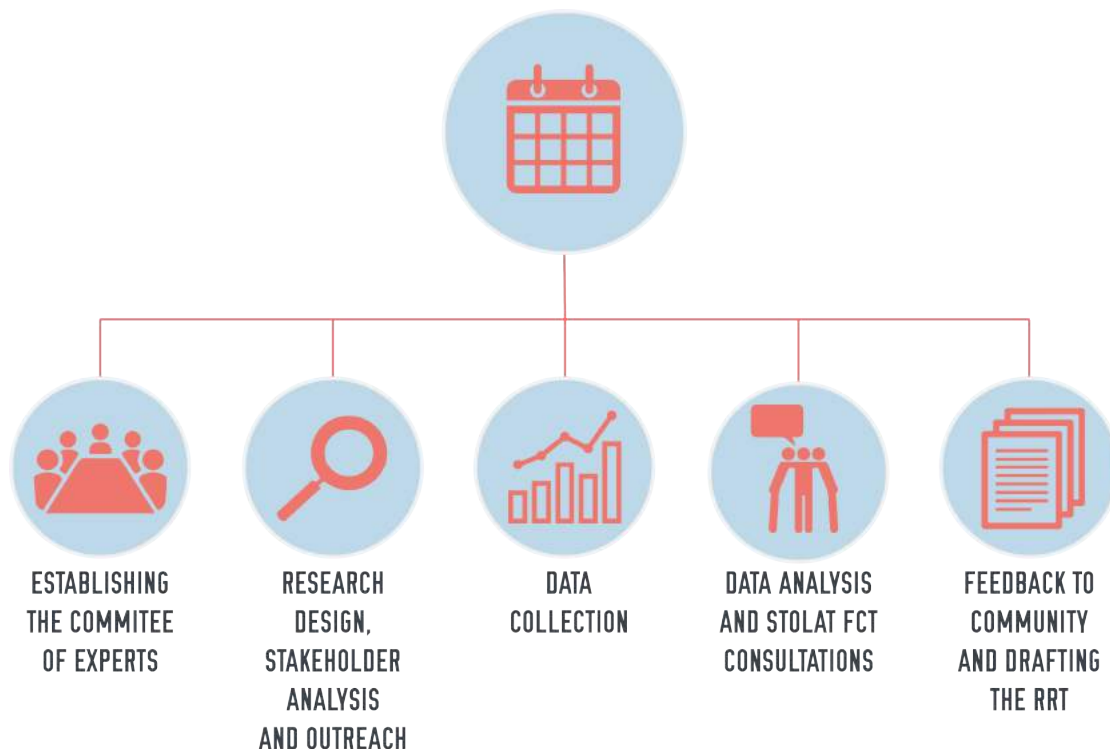 ESTABLISHING
THE COMMITEE
OF EXPERTS
RESEARCH
DESIGN,
STAKEHOLDER
ANALYSIS
AND OUTREACH
DATA
COLLECTION
DATA ANALYSIS
AND STOLAT FCT
CONSULTATIONS
FEEDBACK TO
COMMUNITY
AND DRAFTING
THE RRT